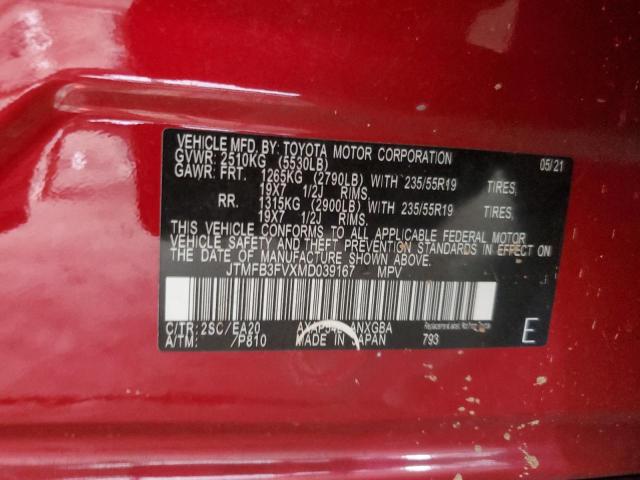 VEHICLE MFD. BY: TOYOTA MOTOR CORPORATION 05/21
GVWR: 2510KG (5530LB)
GAWR: FRT. 1265KG (2790LB) WITH 235/55R19 TIRES,
19X7 1/2J RIMS,
RR. 1315KG (2900LB) WITH 235/55R19 TIRES,
19X7 1/2J RIMS.
THIS VEHICLE CONFORMS TO ALL APPLICABLE FEDERAL MOTOR
VEHICLE SAFETY AND THEFT PREVENTION STANDARDS IN EFFECT ON
THE DATE OF MANUFACTURE SHOWN ABOVE.
JTMFB3FVXMD039167 MPV
C/TR: 2SC/EA20 ANXGBA
A/TM: /P810 MADE IN JAPAN 793 E